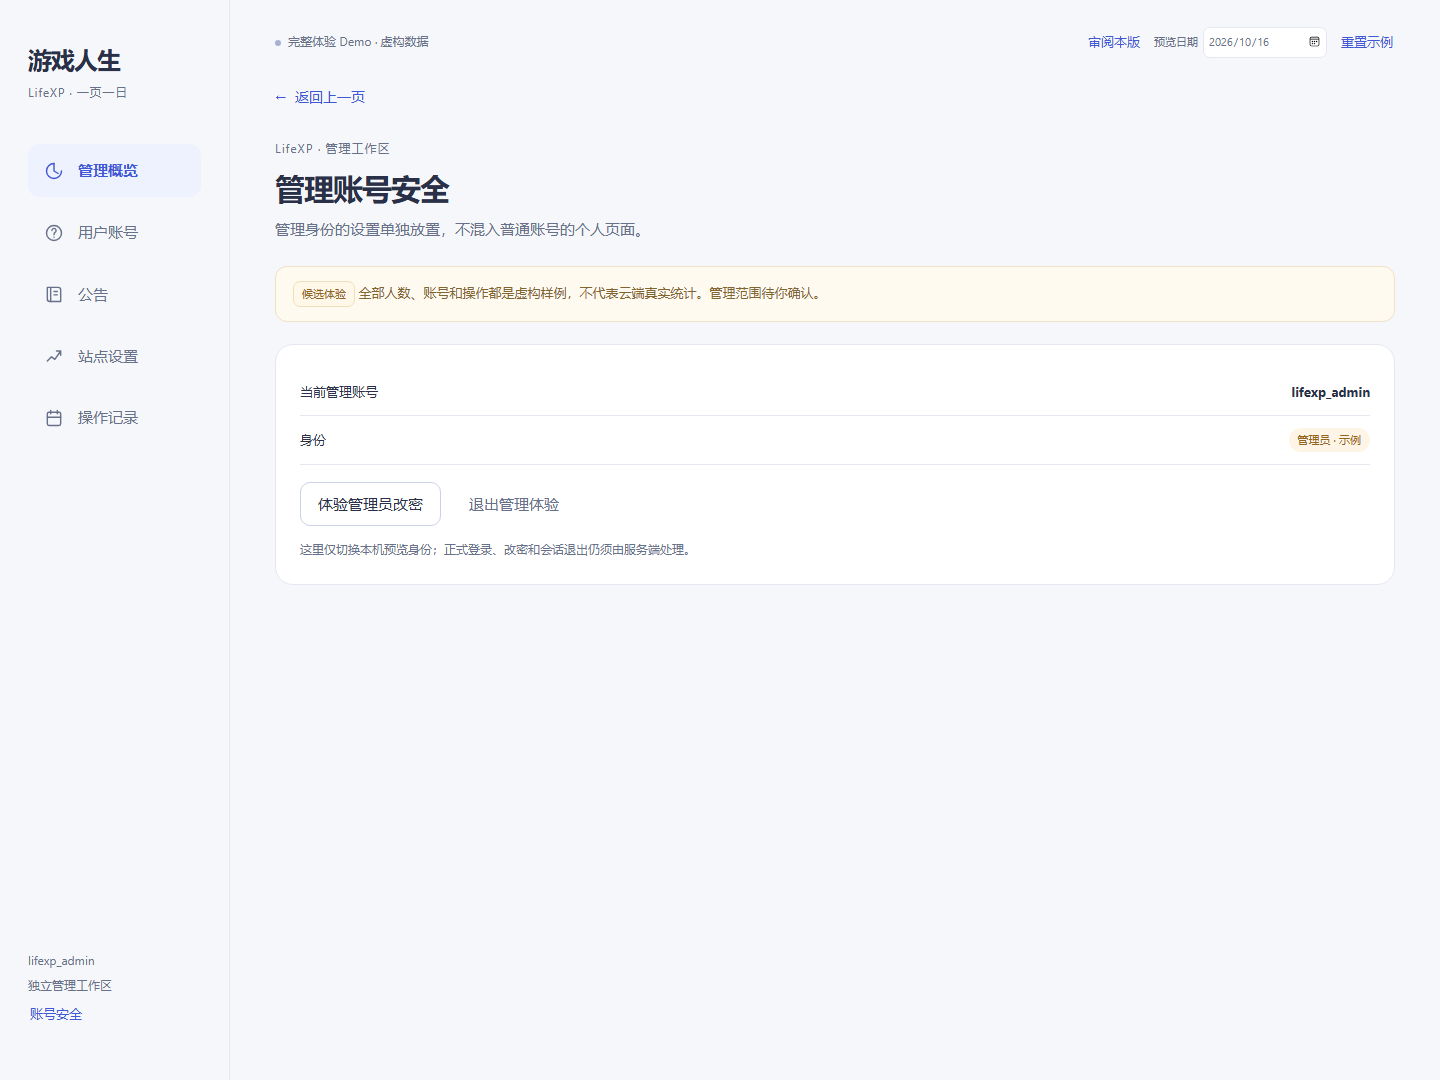 游戏人生
LifeXP · 一页一日
管理概览
用户账号
公告
站点设置
操作记录
lifexp_admin
独立管理工作区
账号安全
完整体验 Demo · 虚构数据
审阅本版
预览日期
2026/10/16
重置示例
← 返回上一页
LifeXP · 管理工作区
管理账号安全
管理身份的设置单独放置，不混入普通账号的个人页面。
候选体验 全部人数、账号和操作都是虚构样例，不代表云端真实统计。管理范围待你确认。
当前管理账号 lifexp_admin
身份 管理员 · 示例
体验管理员改密 退出管理体验
这里仅切换本机预览身份；正式登录、改密和会话退出仍须由服务端处理。